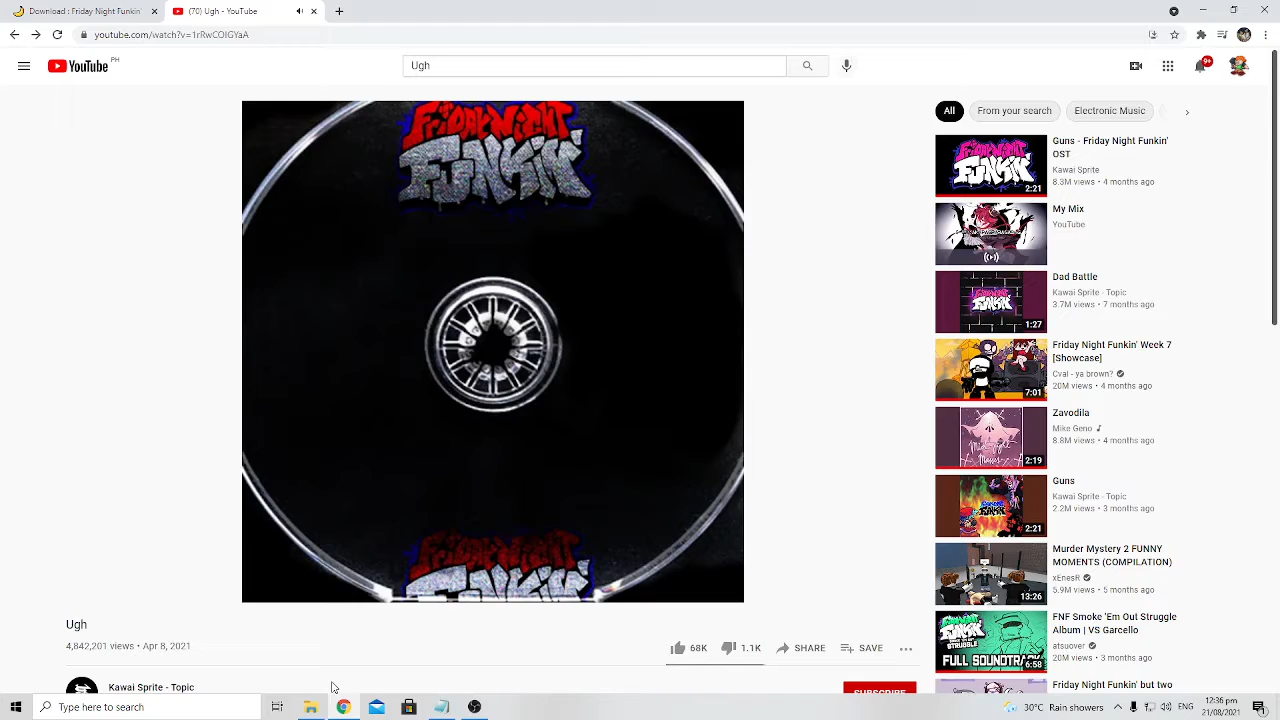 Download : Friday Night Funkin'
(70) Ugh - YouTube
youtube.com/watch?v=1rRwCOIGYaA
YouTube PH
Ugh
9+
FRIDAY NIGHT
FUNKIN'
FRIDAY NIGHT
FUNKIN'
Ugh
4,842,201 views • Apr 8, 2021
68K
1.1K
SHARE
SAVE
Kawai Sprite - Topic
SUBSCRIBE
All
From your search
Electronic Music
FRIDAY NIGHT
FUNKIN'
2:21
Guns - Friday Night Funkin'
OST
Kawai Sprite
8.3M views • 4 months ago
My Mix
YouTube
1:27
Dad Battle
Kawai Sprite - Topic
3.7M views • 7 months ago
7:01
Friday Night Funkin' Week 7
[Showcase]
Cval - ya brown?
20M views • 4 months ago
2:19
Zavodila
Mike Geno
8.8M views • 4 months ago
2:21
Guns
Kawai Sprite - Topic
2.2M views • 3 months ago
13:26
Murder Mystery 2 FUNNY
MOMENTS (COMPILATION)
xEnesR
5.9M views • 5 months ago
FULL SOUNDTRACK
6:58
FNF Smoke 'Em Out Struggle
Album | VS Garcello
atsuover
20M views • 3 months ago
Friday Night Funkin' but two
Type here to search
30°C Rain showers
ENG
12:36 pm
21/08/2021